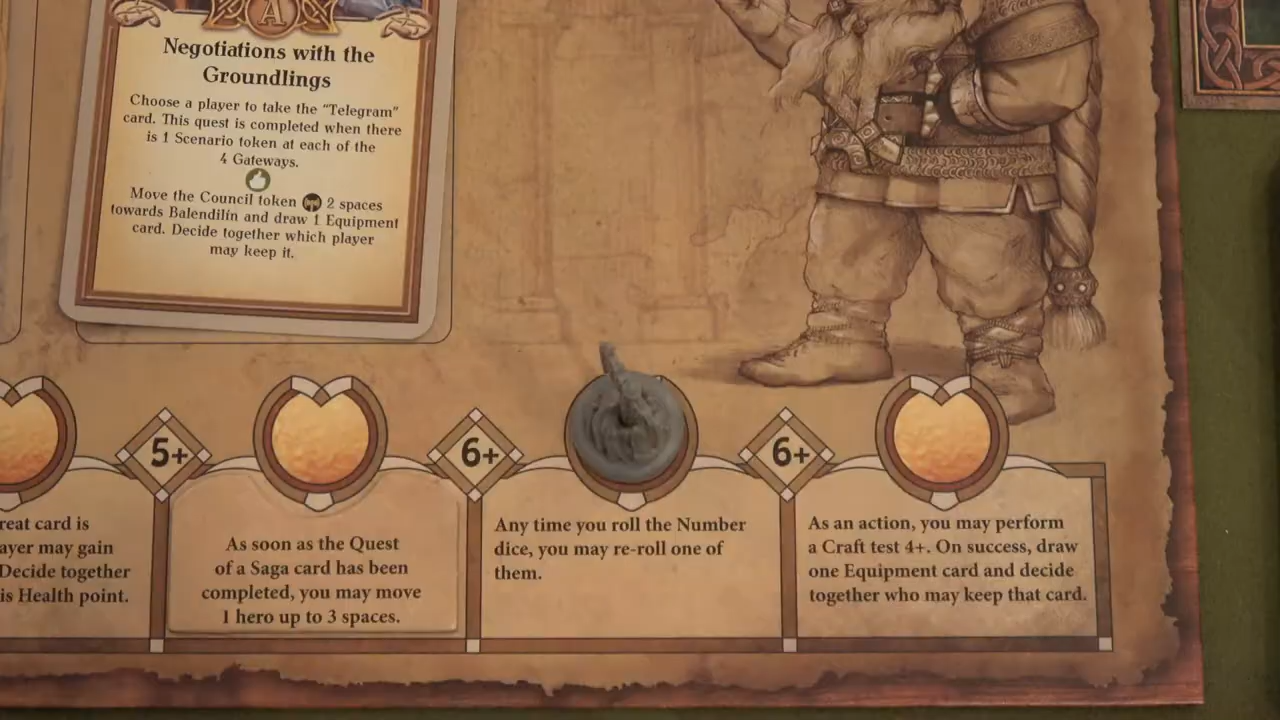 A
Negotiations with the
Groundlings
Choose a player to take the "Telegram"
card. This quest is completed when there
is 1 Scenario token at each of the
4 Gateways.
Move the Council token 2 spaces
towards Balendilín and draw 1 Equipment
card. Decide together which player
may keep it.
5+
6+
6+
reat card is
ayer may gain
Decide together
is Health point.
As soon as the Quest
of a Saga card has been
completed, you may move
1 hero up to 3 spaces.
Any time you roll the Number
dice, you may re-roll one of
them.
As an action, you may perform
a Craft test 4+. On success, draw
one Equipment card and decide
together who may keep that card.